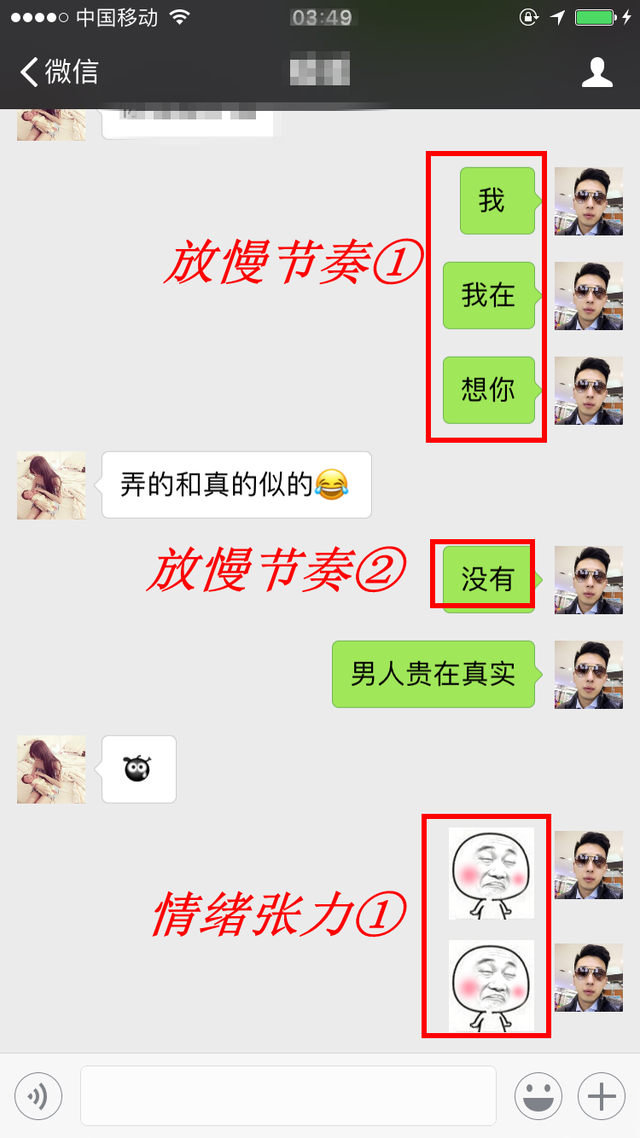 中国移动
03:49
微信
我
放慢节奏①
我在
想你
弄的和真的似的😂
放慢节奏②
没有
男人贵在真实
情绪张力①